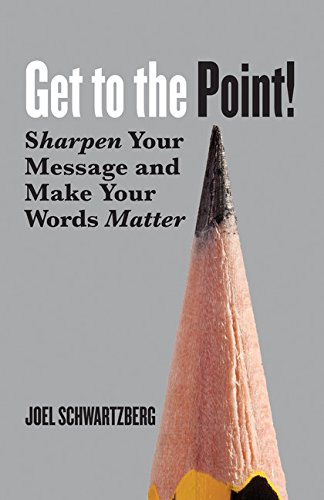 Get to the Point!
Sharpen Your
Message and
Make Your
Words Matter
JOEL SCHWARTZBERG